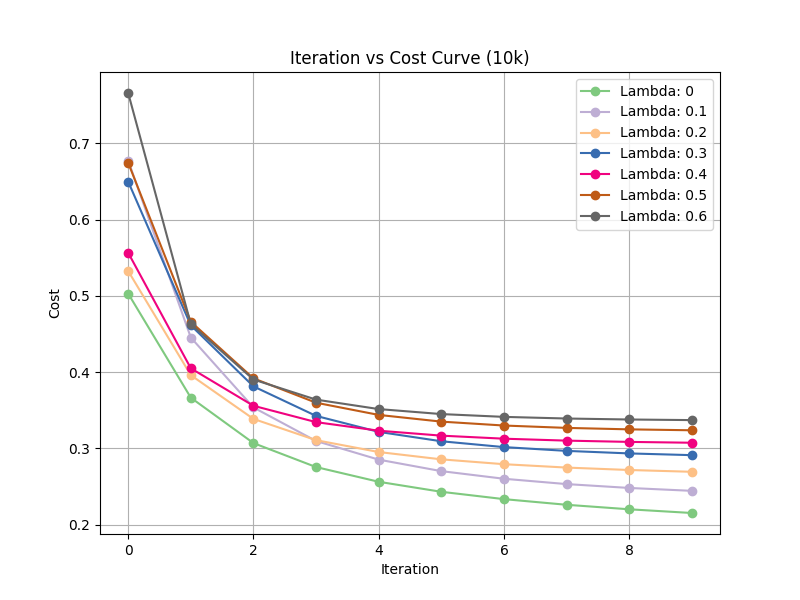 Iteration vs Cost Curve (10k)
Lambda: 0
Lambda: 0.1
Lambda: 0.2
Lambda: 0.3
Lambda: 0.4
Lambda: 0.5
Lambda: 0.6
0.7
0.6
0.5
0.4
0.3
0.2
Cost
0 2 4 6 8
Iteration